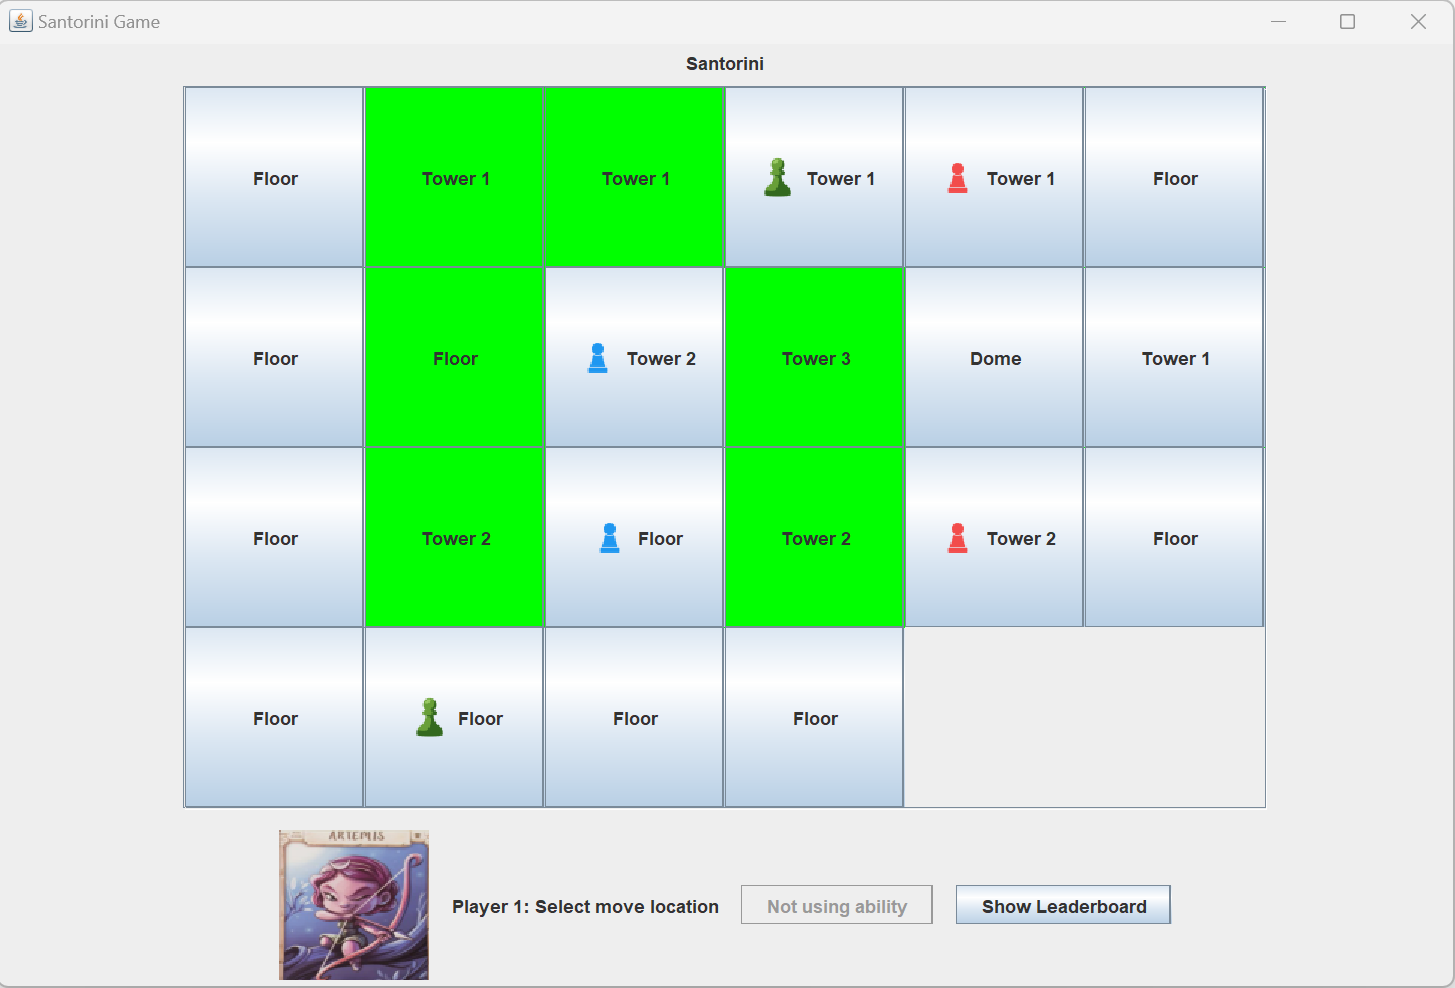 Santorini Game
Santorini
Floor Tower 1 Tower 1 Tower 1 Tower 1 Floor
Floor Floor Tower 2 Tower 3 Dome Tower 1
Floor Tower 2 Floor Tower 2 Tower 2 Floor
Floor Floor Floor Floor
ARTEMIS
Player 1: Select move location Not using ability Show Leaderboard